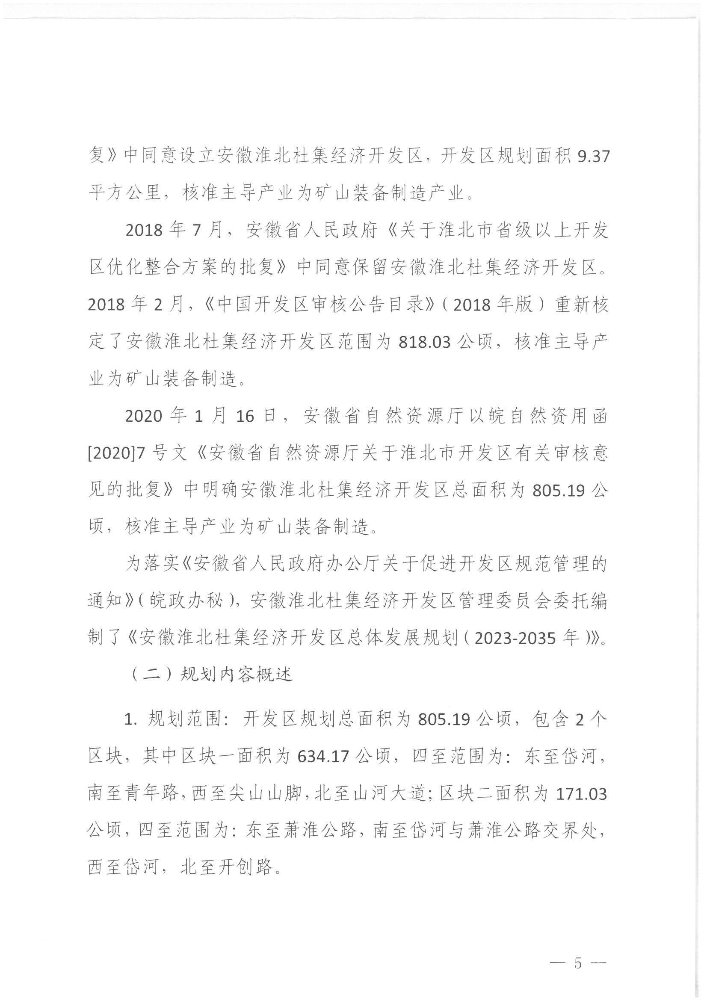 复》中同意设立安徽淮北杜集经济开发区，开发区规划面积 9.37
平方公里，核准主导产业为矿山装备制造产业。
2018 年 7 月，安徽省人民政府《关于淮北市省级以上开发
区优化整合方案的批复》中同意保留安徽淮北杜集经济开发区。
2018 年 2 月，《中国开发区审核公告目录》（2018 年版）重新核
定了安徽淮北杜集经济开发区范围为 818.03 公顷，核准主导产
业为矿山装备制造。
2020 年 1 月 16 日，安徽省自然资源厅以皖自然资用函
[2020]7 号文《安徽省自然资源厅关于淮北市开发区有关审核意
见的批复》中明确安徽淮北杜集经济开发区总面积为 805.19 公
顷，核准主导产业为矿山装备制造。
为落实《安徽省人民政府办公厅关于促进开发区规范管理的
通知》（皖政办秘），安徽淮北杜集经济开发区管理委员会委托编
制了《安徽淮北杜集经济开发区总体发展规划（2023-2035 年）》。
（二）规划内容概述
1. 规划范围：开发区规划总面积为 805.19 公顷，包含 2 个
区块，其中区块一面积为 634.17 公顷，四至范围为：东至岱河，
南至青年路，西至尖山山脚，北至山河大道；区块二面积为 171.03
公顷，四至范围为：东至萧淮公路，南至岱河与萧淮公路交界处，
西至岱河，北至开创路。
— 5 —